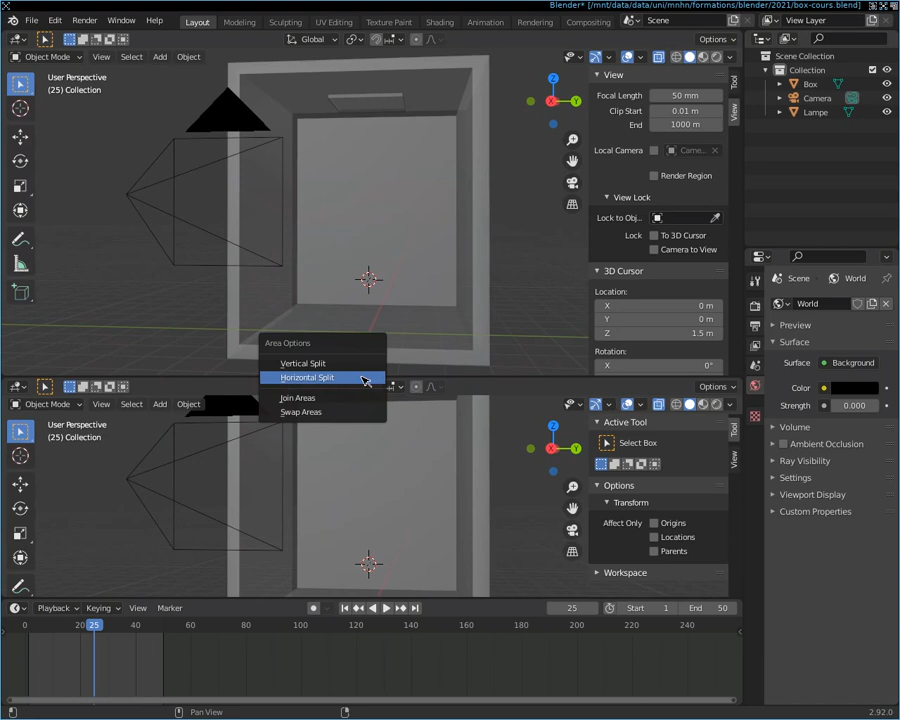 Blender* [/mnt/data/data/uni/mnhn/formations/blender/2021/box-cours.blend]
File Edit Render Window Help Layout Modeling Sculpting UV Editing Texture Paint Shading Animation Rendering Compositing Scene View Layer
Global Options
Object Mode View Select Add Object
User Perspective
(25) Collection
X Y Z
View
Focal Length 50 mm
Clip Start 0.01 m
End 1000 m
Local Camera Came...
Render Region
View Lock
Lock to Obj...
Lock To 3D Cursor
Camera to View
3D Cursor
Location:
X 0 m
Y 0 m
Z 1.5 m
Rotation:
X 0°
Tool
View
Area Options
Vertical Split
Horizontal Split
Join Areas
Swap Areas
Options
Object Mode View Select Add Object
User Perspective
(25) Collection
X Y Z
Active Tool
Select Box
Options
Transform
Affect Only Origins
Locations
Parents
Workspace
Tool
View
Playback Keying View Marker 25 Start 1 End 50
0 20 25 40 60 80 100 120 140 160 180 200 220 240
Scene Collection
Collection
Box
Camera
Lampe
Scene World
World
Preview
Surface
Surface Background
Color
Strength 0.000
Volume
Ambient Occlusion
Ray Visibility
Settings
Viewport Display
Custom Properties
Pan View
2.92.0